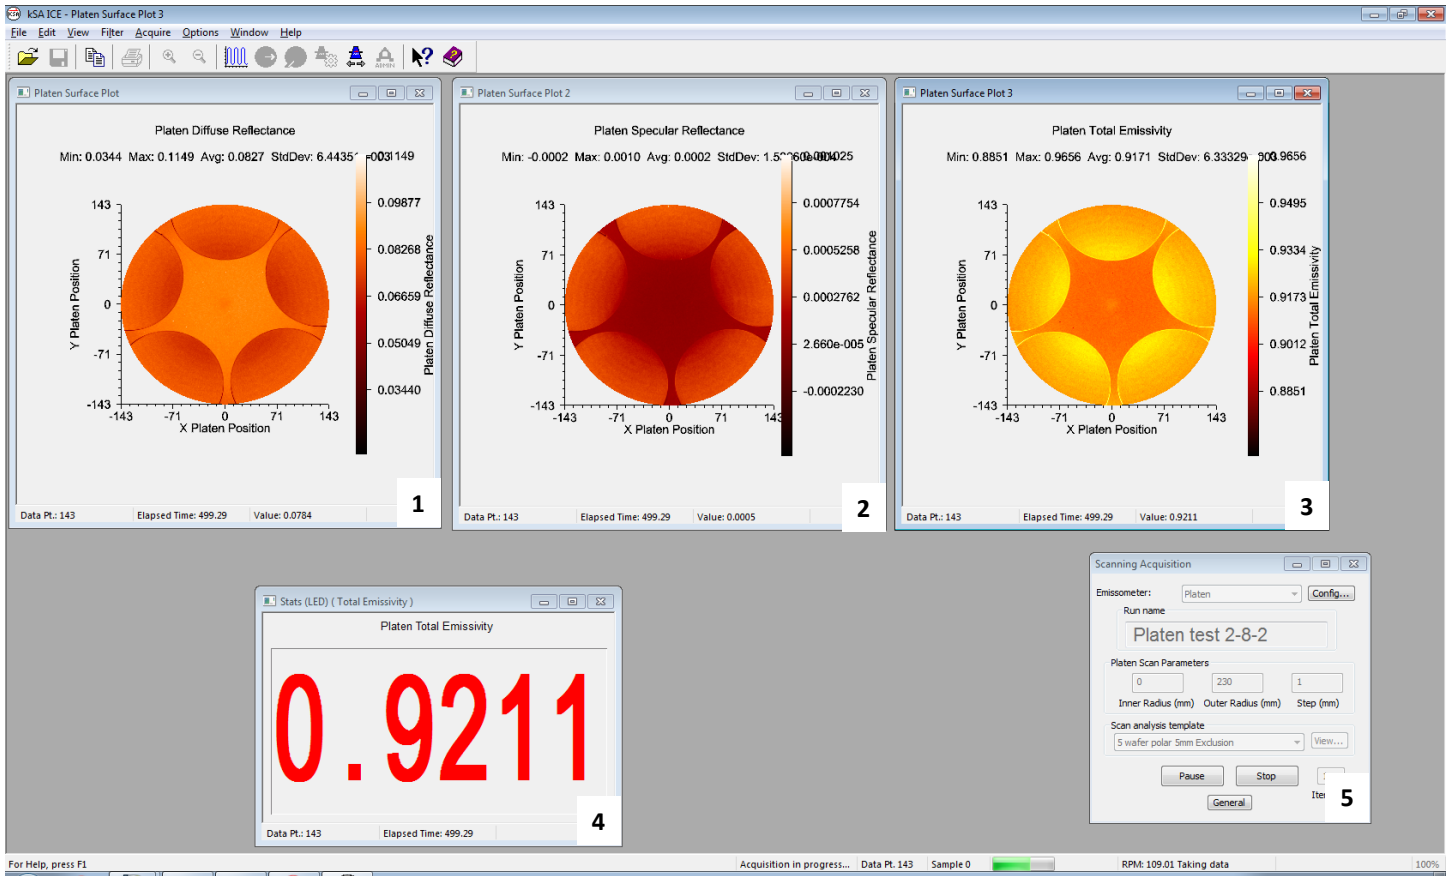 kSA ICE - Platen Surface Plot 3
File Edit View Filter Acquire Options Window Help
ADMIN
Platen Surface Plot
Platen Diffuse Reflectance
Min: 0.0344 Max: 0.1149 Avg: 0.0827 StdDev:
0.09877
0.08268
0.06659
0.05049
0.03440
Platen Diffuse Reflectance
143
71
0
-71
-143
Y Platen Position
-143 -71 0 71 143
X Platen Position
Data Pt.: 143 Elapsed Time: 499.29 Value: 0.0784
1
Platen Surface Plot 2
Platen Specular Reflectance
Min: -0.0002 Max: 0.0010 Avg: 0.0002 StdDev:
0.0007754
0.0005258
0.0002762
2.660e-005
-0.0002230
Platen Specular Reflectance
143
71
0
-71
-143
Y Platen Position
-143 -71 0 71 143
X Platen Position
Data Pt.: 143 Elapsed Time: 499.29 Value: 0.0005
2
Platen Surface Plot 3
Platen Total Emissivity
Min: 0.8851 Max: 0.9656 Avg: 0.9171 StdDev:
0.9656
0.9495
0.9334
0.9173
0.9012
0.8851
Platen Total Emissivity
143
71
0
-71
-143
Y Platen Position
-143 -71 0 71 143
X Platen Position
Data Pt.: 143 Elapsed Time: 499.29 Value: 0.9211
3
Stats (LED) ( Total Emissivity )
Platen Total Emissivity
0.9211
Data Pt.: 143 Elapsed Time: 499.29
4
Scanning Acquisition
Emissometer: Platen Config...
Run name
Platen test 2-8-2
Platen Scan Parameters
0 230 1
Inner Radius (mm) Outer Radius (mm) Step (mm)
Scan analysis template
5 wafer polar 5mm Exclusion View...
Pause Stop
General
5
For Help, press F1 Acquisition in progress... Data Pt. 143 Sample 0 RPM: 109.01 Taking data 100%